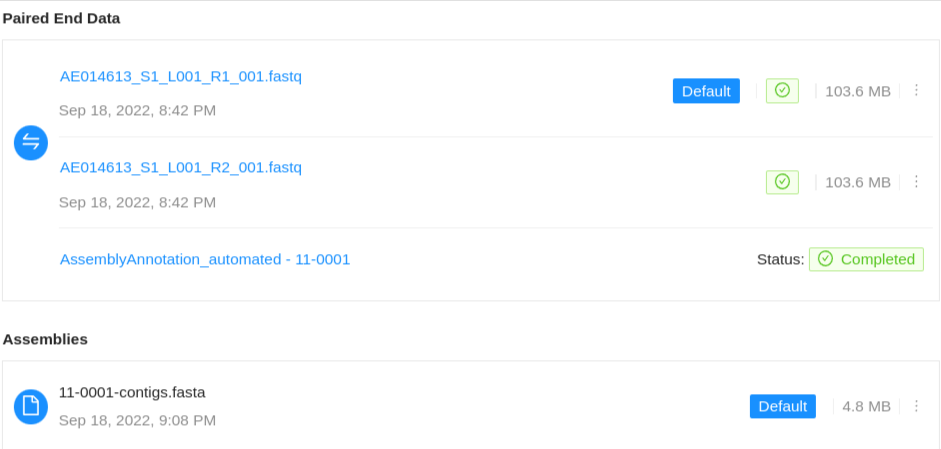 Paired End Data
AE014613_S1_L001_R1_001.fastq
Sep 18, 2022, 8:42 PM
Default
103.6 MB
AE014613_S1_L001_R2_001.fastq
Sep 18, 2022, 8:42 PM
103.6 MB
AssemblyAnnotation_automated - 11-0001
Status: Completed
Assemblies
11-0001-contigs.fasta
Sep 18, 2022, 9:08 PM
Default
4.8 MB